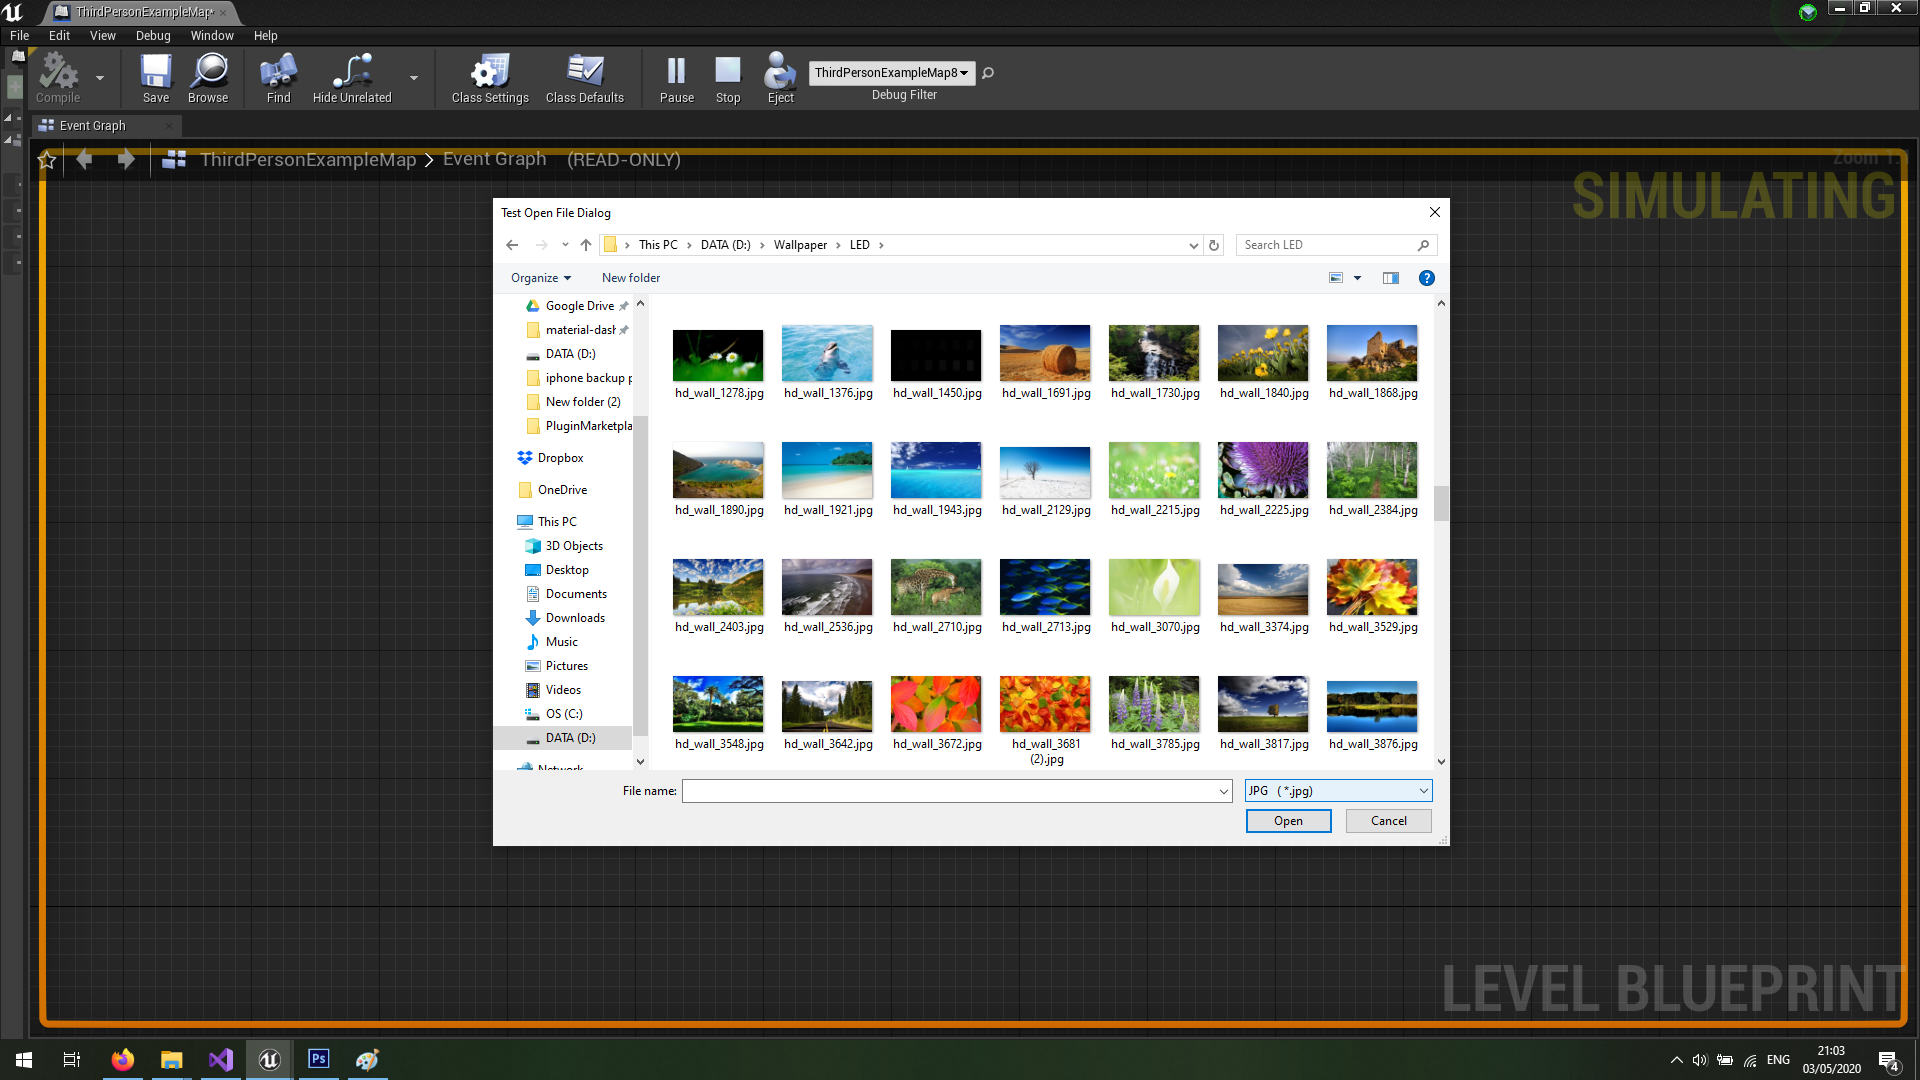 ThirdPersonExampleMap*
File Edit View Debug Window Help
Compile Save Browse Find Hide Unrelated Class Settings Class Defaults Pause Stop Eject
ThirdPersonExampleMap8
Debug Filter
Event Graph
ThirdPersonExampleMap > Event Graph (READ-ONLY)
SIMULATING
Test Open File Dialog
This PC > DATA (D:) > Wallpaper > LED >
Search LED
Organize New folder
Google Drive
material-dash
DATA (D:)
iphone backup p
New folder (2)
PluginMarketpla
Dropbox
OneDrive
This PC
3D Objects
Desktop
Documents
Downloads
Music
Pictures
Videos
OS (C:)
DATA (D:)
Network
hd_wall_1278.jpg hd_wall_1376.jpg hd_wall_1450.jpg hd_wall_1691.jpg hd_wall_1730.jpg hd_wall_1840.jpg hd_wall_1868.jpg
hd_wall_1890.jpg hd_wall_1921.jpg hd_wall_1943.jpg hd_wall_2129.jpg hd_wall_2215.jpg hd_wall_2225.jpg hd_wall_2384.jpg
hd_wall_2403.jpg hd_wall_2536.jpg hd_wall_2710.jpg hd_wall_2713.jpg hd_wall_3070.jpg hd_wall_3374.jpg hd_wall_3529.jpg
hd_wall_3548.jpg hd_wall_3642.jpg hd_wall_3672.jpg hd_wall_3681 hd_wall_3785.jpg hd_wall_3817.jpg hd_wall_3876.jpg
(2).jpg
File name: JPG ( *.jpg)
Open Cancel
LEVEL BLUEPRINT
Ps
ENG
21:03
03/05/2020
4